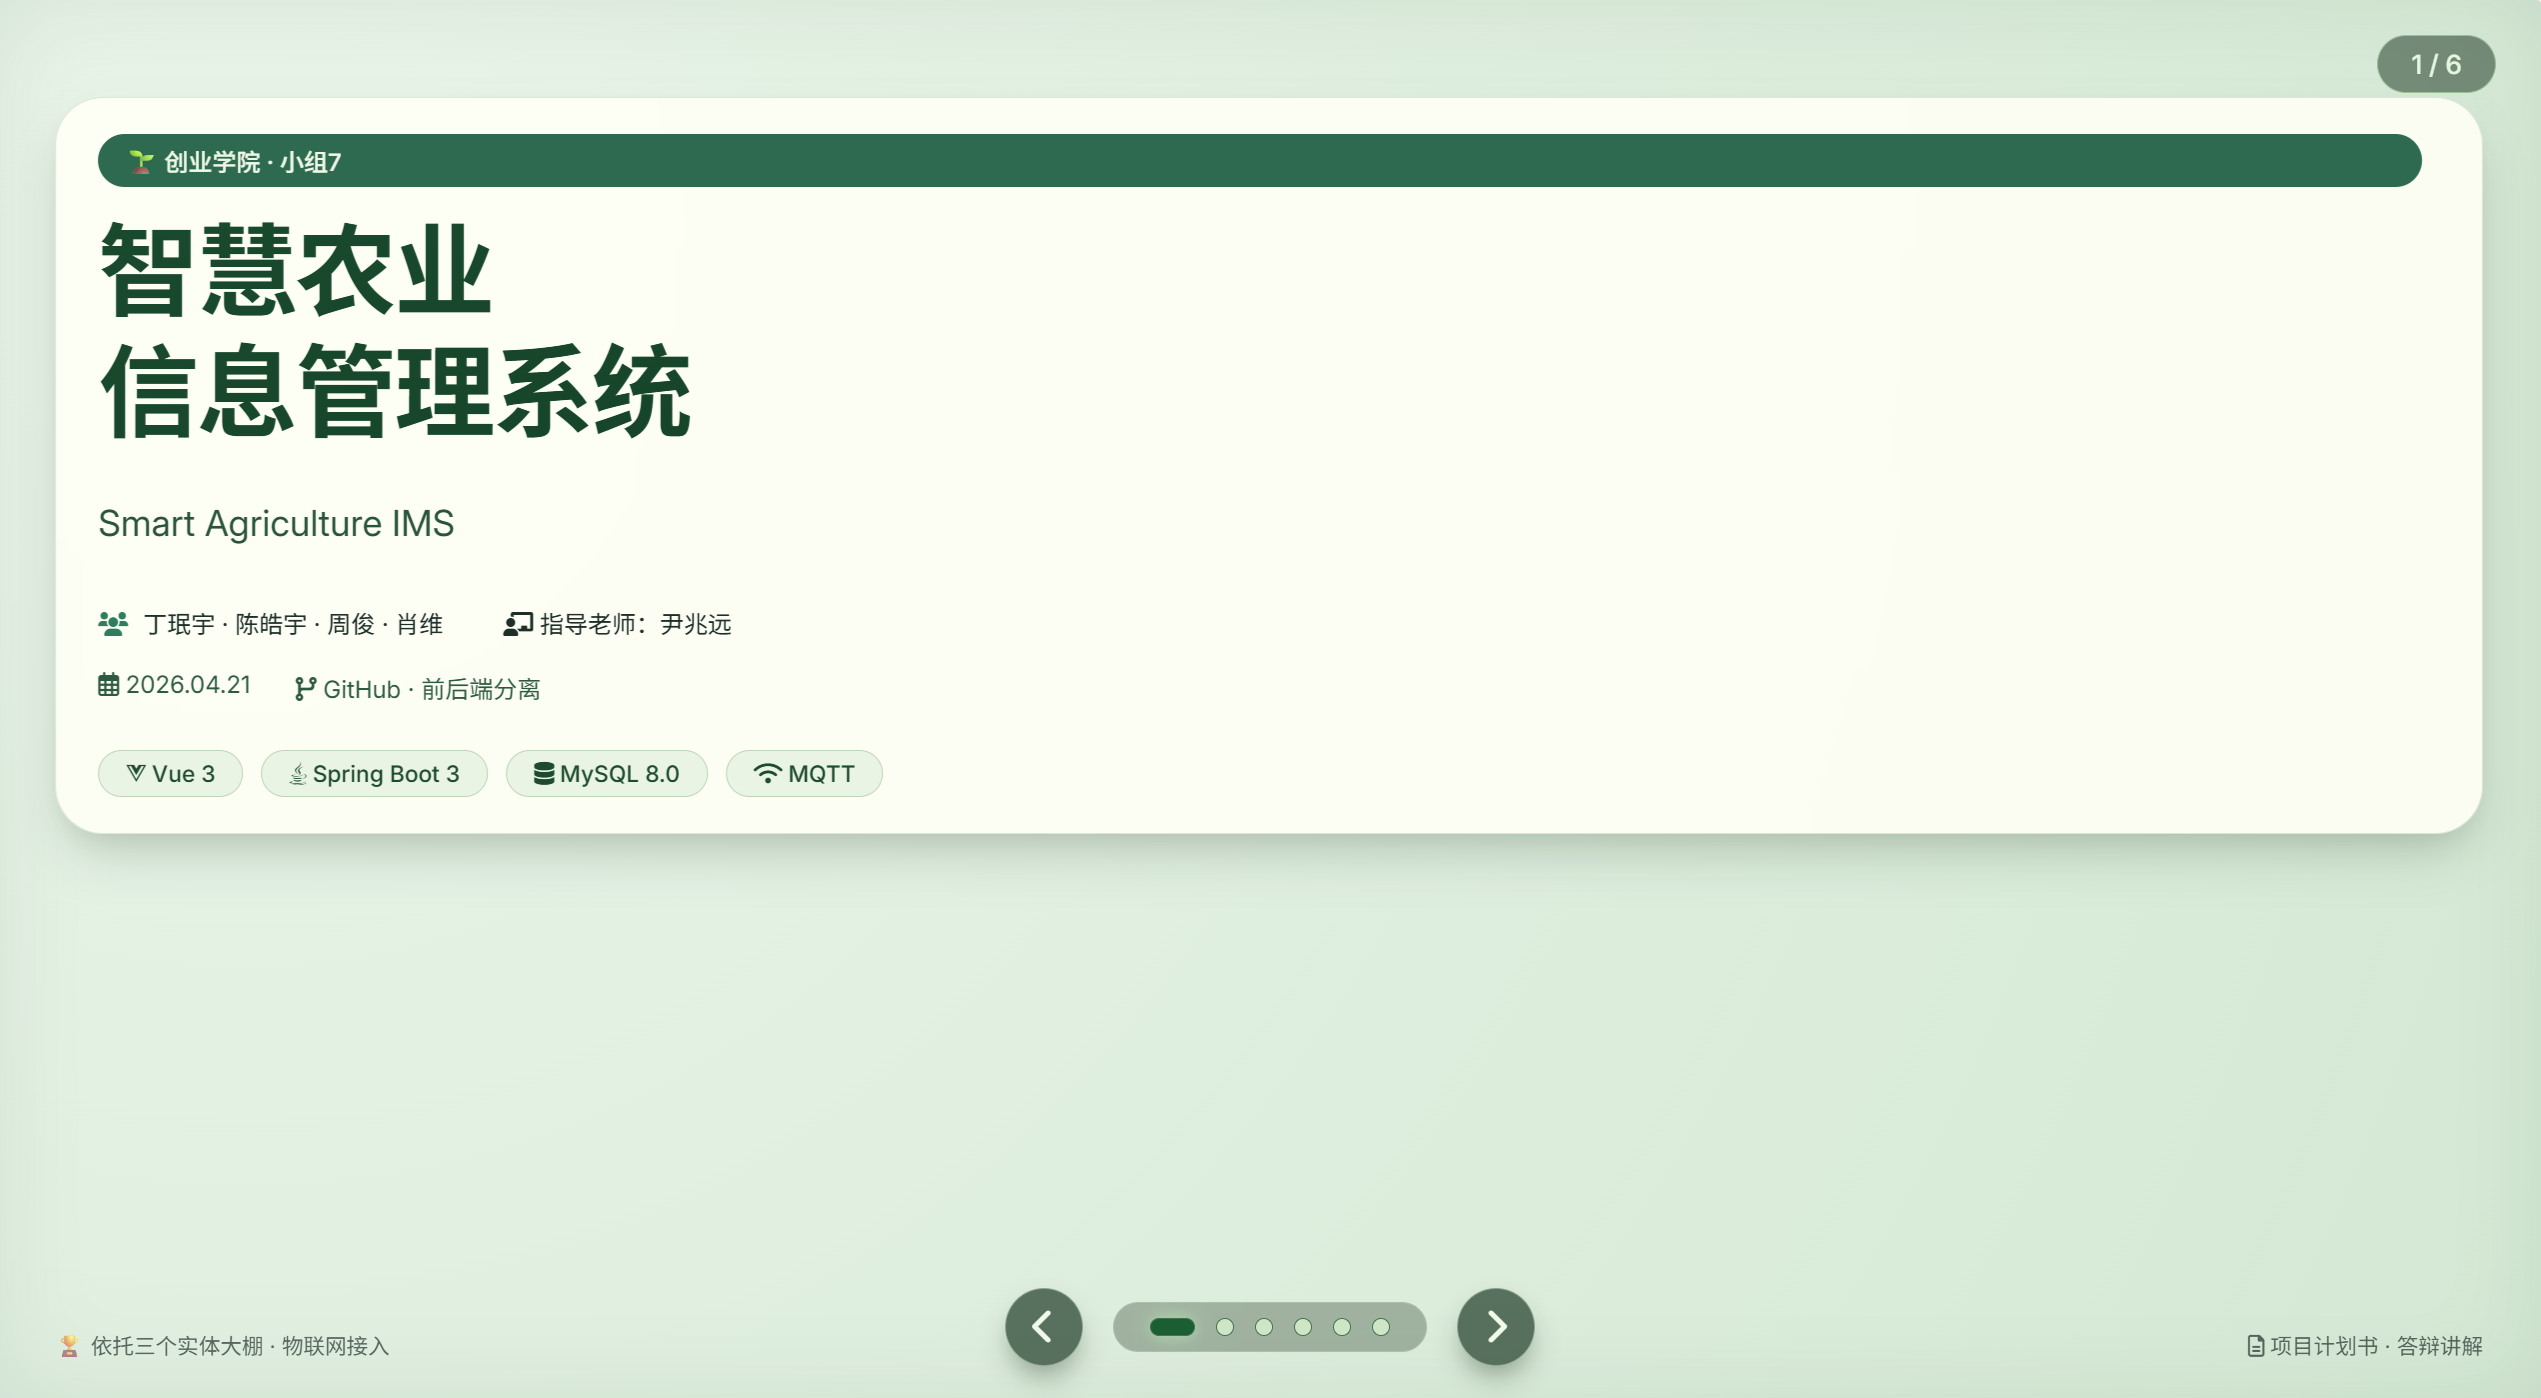 1 / 6
🌱 创业学院 · 小组7
智慧农业
信息管理系统
Smart Agriculture IMS
丁珉宇 · 陈皓宇 · 周俊 · 肖维 指导老师：尹兆远
2026.04.21 GitHub · 前后端分离
Vue 3 Spring Boot 3 MySQL 8.0 MQTT
🏆 依托三个实体大棚 · 物联网接入 项目计划书 · 答辩讲解